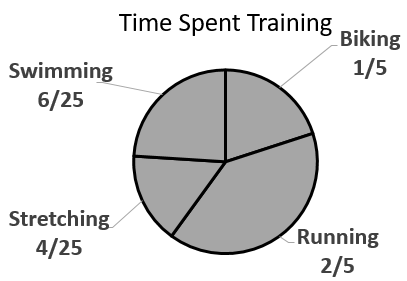 Time Spent Training
Biking
1/5
Swimming
6/25
Stretching
4/25
Running
2/5